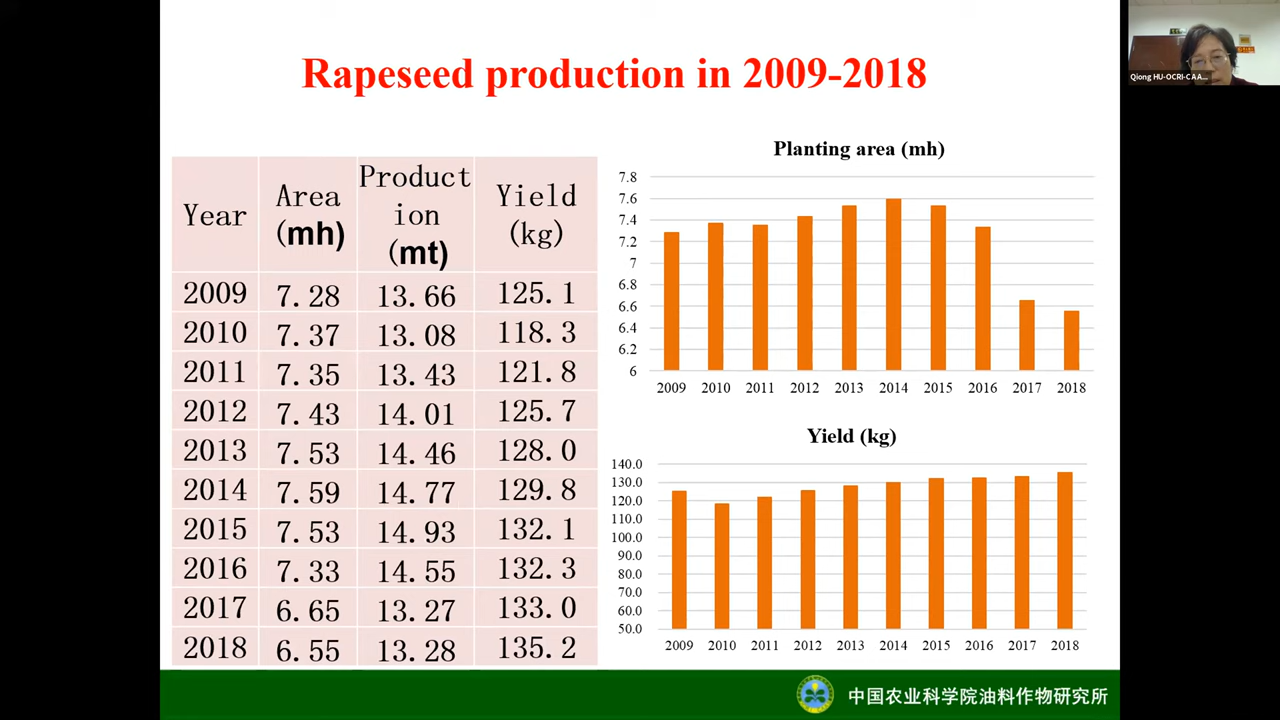 Rapeseed production in 2009-2018
Qiong HU-OCRI-CAA...
Year Area (mh) Production (mt) Yield (kg)
2009 7.28 13.66 125.1
2010 7.37 13.08 118.3
2011 7.35 13.43 121.8
2012 7.43 14.01 125.7
2013 7.53 14.46 128.0
2014 7.59 14.77 129.8
2015 7.53 14.93 132.1
2016 7.33 14.55 132.3
2017 6.65 13.27 133.0
2018 6.55 13.28 135.2
Planting area (mh)
7.8
7.6
7.4
7.2
7
6.8
6.6
6.4
6.2
6
2009 2010 2011 2012 2013 2014 2015 2016 2017 2018
Yield (kg)
140.0
130.0
120.0
110.0
100.0
90.0
80.0
70.0
60.0
50.0
2009 2010 2011 2012 2013 2014 2015 2016 2017 2018
中国农业科学院油料作物研究所